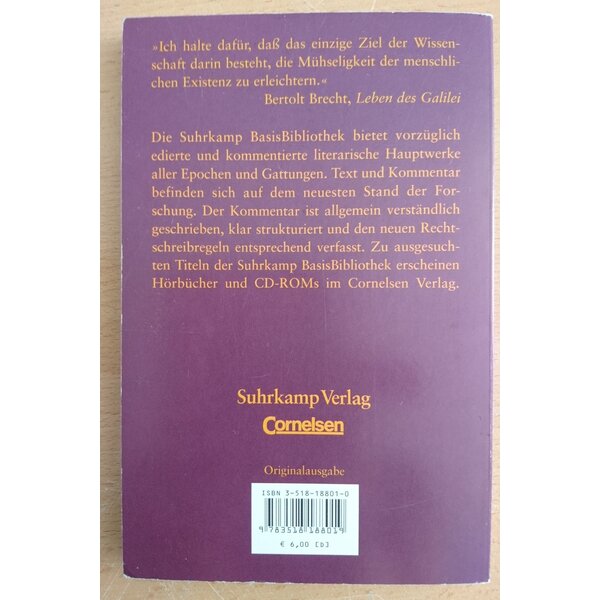 »Ich halte dafür, daß das einzige Ziel der Wissen-
schaft darin besteht, die Mühseligkeit der menschli-
chen Existenz zu erleichtern.«
Bertolt Brecht, Leben des Galilei
Die Suhrkamp BasisBibliothek bietet vorzüglich
edierte und kommentierte literarische Hauptwerke
aller Epochen und Gattungen. Text und Kommentar
befinden sich auf dem neuesten Stand der For-
schung. Der Kommentar ist allgemein verständlich
geschrieben, klar strukturiert und den neuen Recht-
schreibregeln entsprechend verfasst. Zu ausgesuch-
ten Titeln der Suhrkamp BasisBibliothek erscheinen
Hörbücher und CD-ROMs im Cornelsen Verlag.
Suhrkamp Verlag
Cornelsen
Originalausgabe
ISBN 3-518-18801-0
9 783518 188019
€ 6,00 [D]